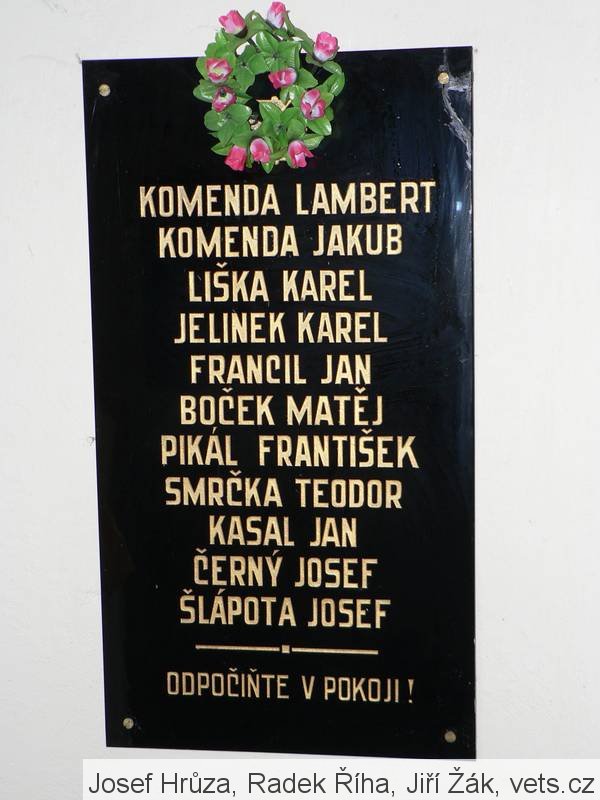 KOMENDA LAMBERT
KOMENDA JAKUB
LIŠKA KAREL
JELINEK KAREL
FRANCIL JAN
BOČEK MATĚJ
PIKÁL FRANTIŠEK
SMRČKA TEODOR
KASAL JAN
ČERNÝ JOSEF
ŠLÁPOTA JOSEF
ODPOČIŇTE V POKOJI!
Josef Hrůza, Radek Říha, Jiří Žák, vets.cz